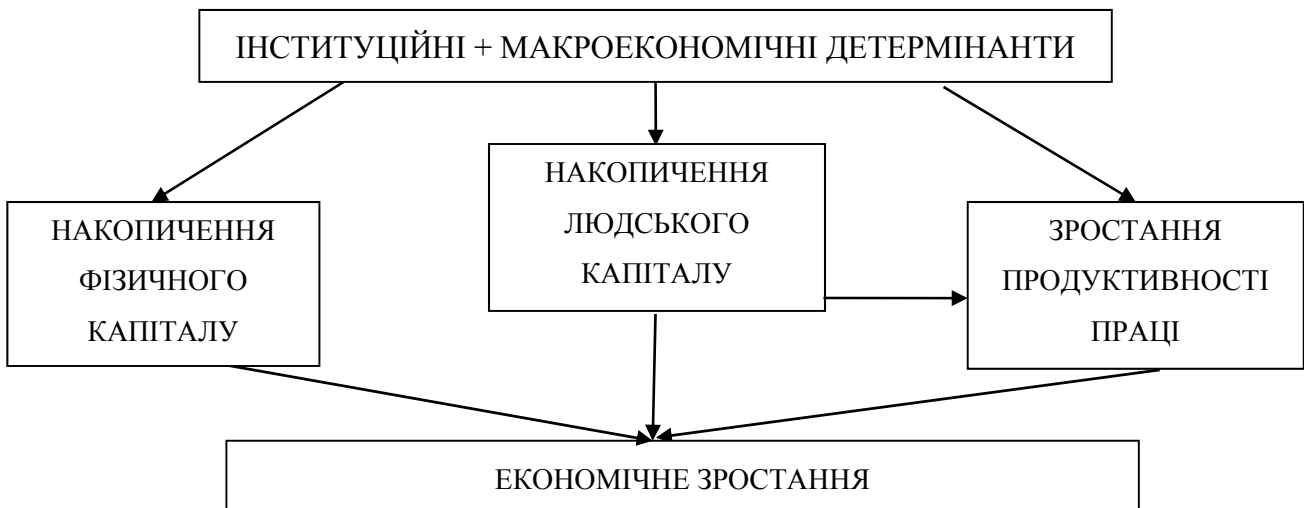 ІНСТИТУЦІЙНІ + МАКРОЕКОНОМІЧНІ ДЕТЕРМІНАНТИ
НАКОПИЧЕННЯ
ФІЗИЧНОГО
КАПІТАЛУ
НАКОПИЧЕННЯ
ЛЮДСЬКОГО
КАПІТАЛУ
ЗРОСТАННЯ
ПРОДУКТИВНОСТІ
ПРАЦІ
ЕКОНОМІЧНЕ ЗРОСТАННЯ